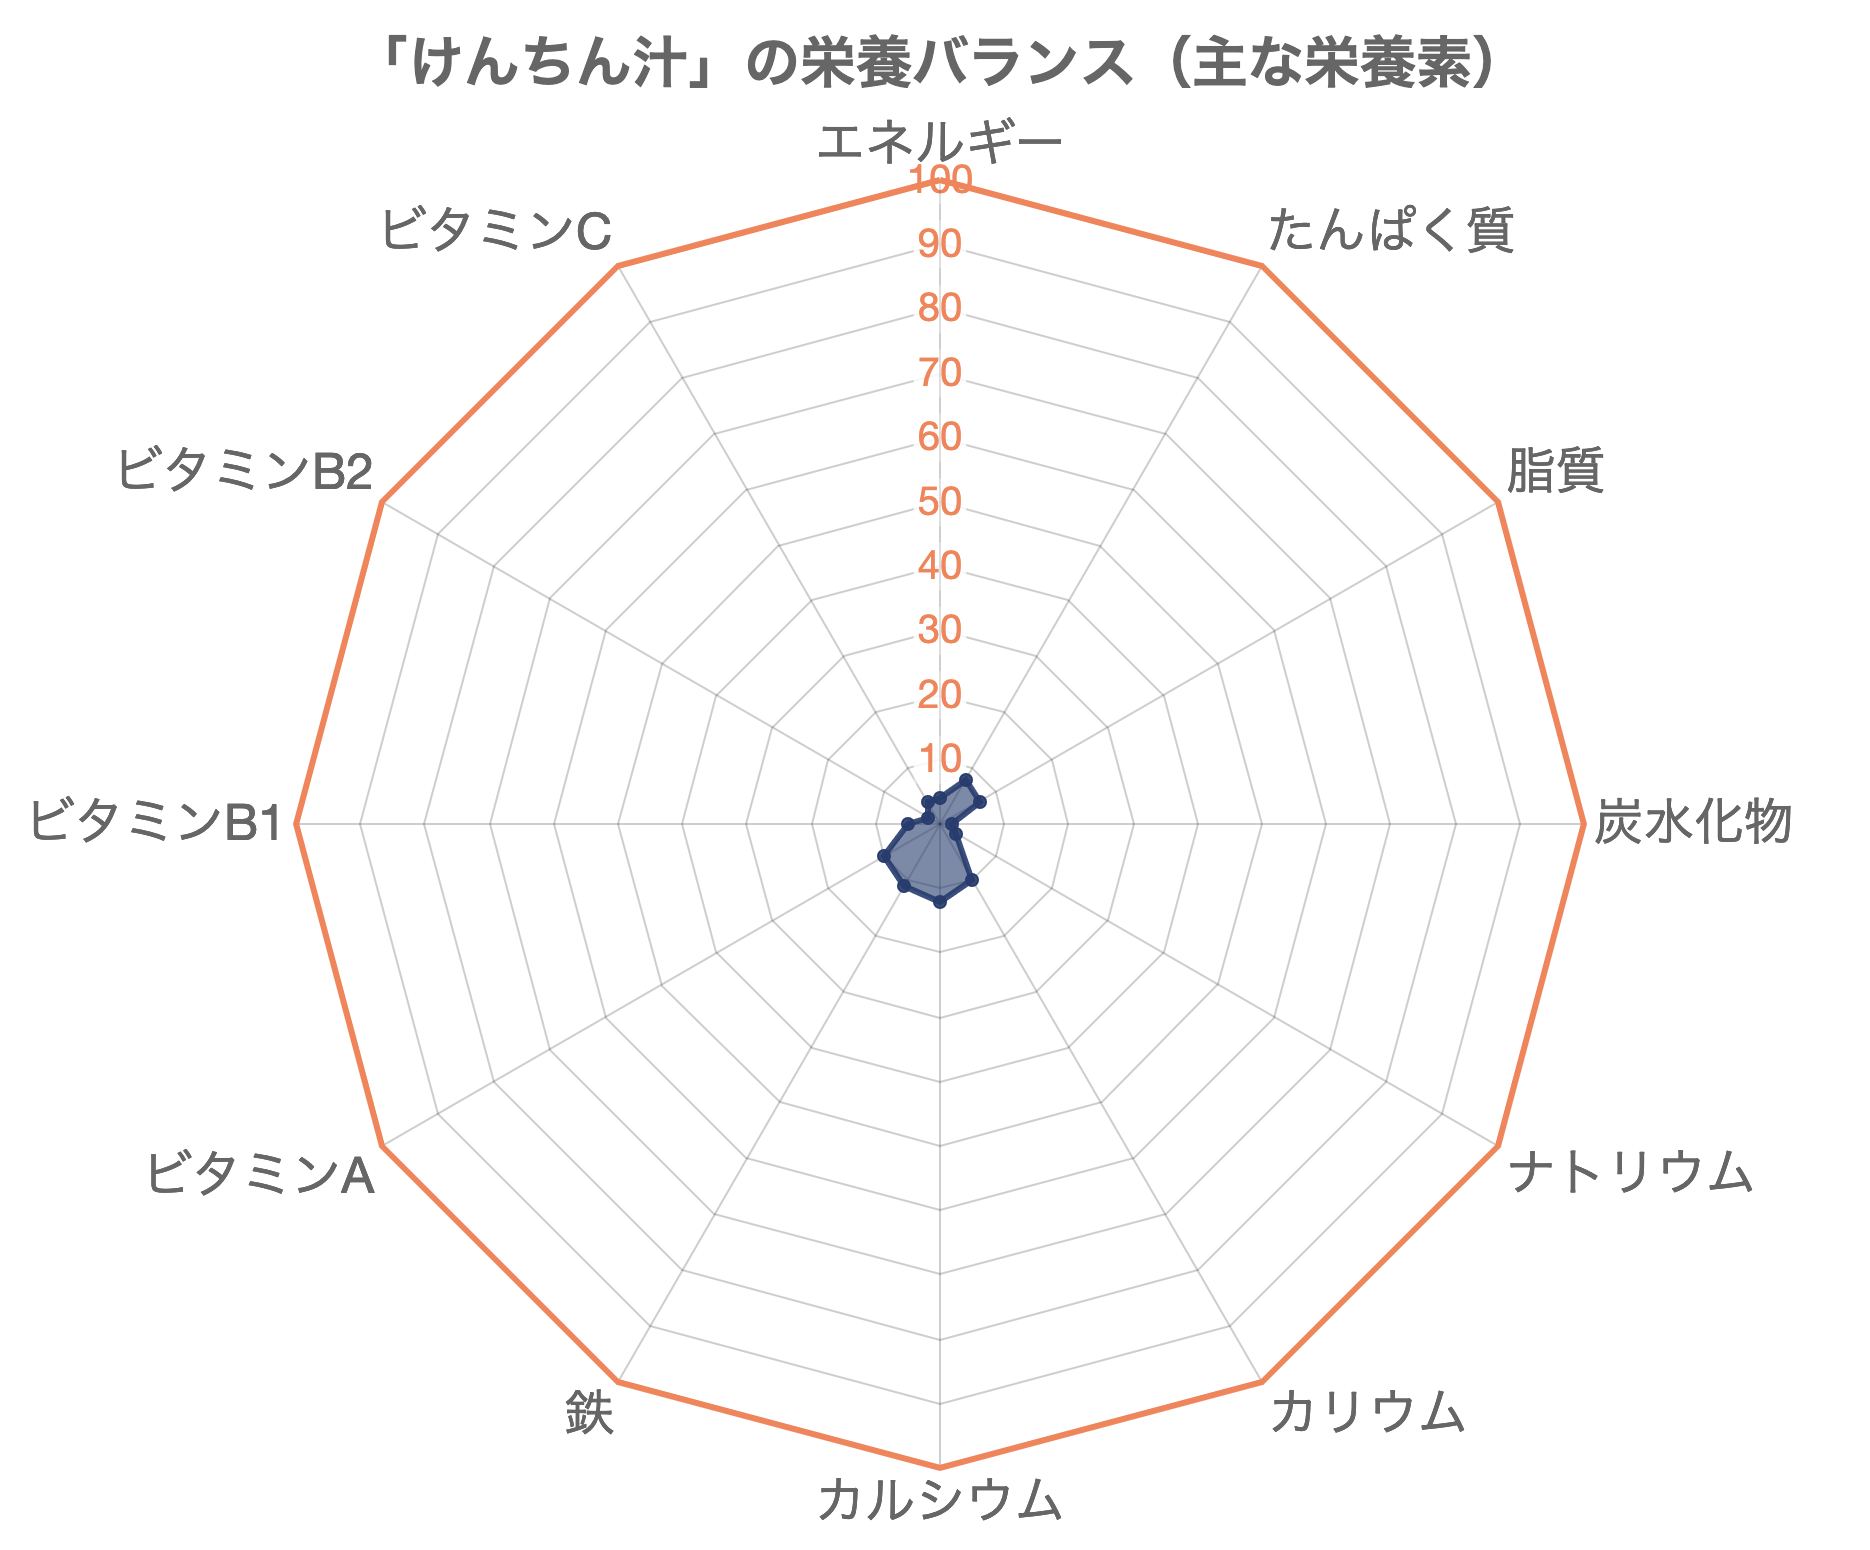 「けんちん汁」の栄養バランス（主な栄養素）
エネルギー
たんぱく質
脂質
炭水化物
ナトリウム
カリウム
カルシウム
鉄
ビタミンA
ビタミンB1
ビタミンB2
ビタミンC
100
90
80
70
60
50
40
30
20
10